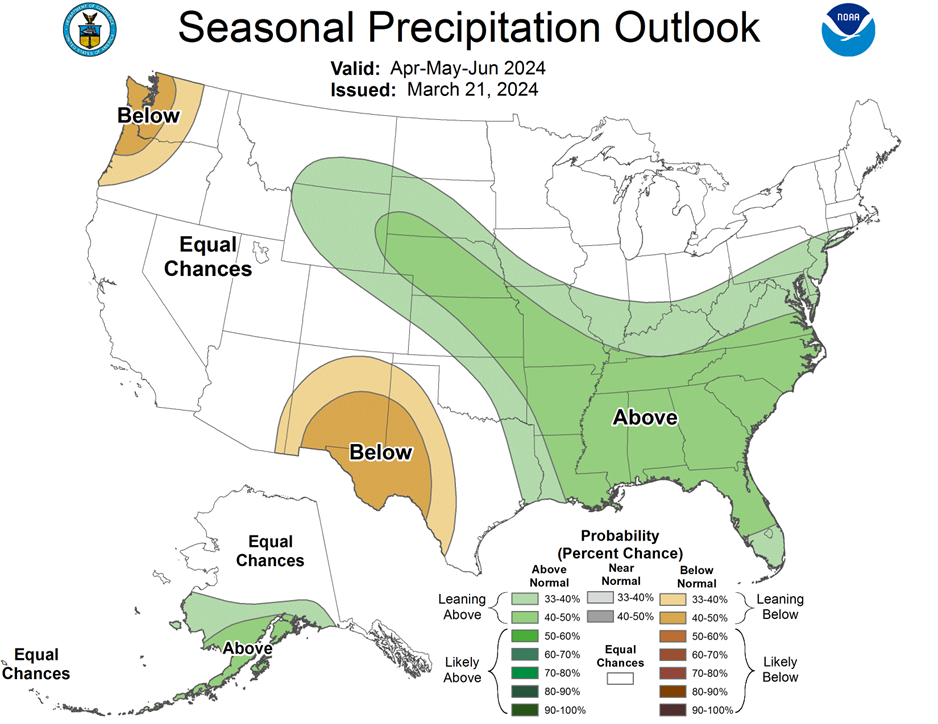 Seasonal Precipitation Outlook
NOAA
Valid: Apr-May-Jun 2024
Issued: March 21, 2024
Below
Equal
Chances
Above
Below
Equal
Chances
Above
Equal
Chances
Probability
(Percent Chance)
Above
Normal
Near
Normal
Below
Normal
Leaning
Above
33-40%
33-40%
33-40%
Leaning
Below
40-50%
40-50%
40-50%
Likely
Above
50-60%
50-60%
Likely
Below
60-70%
Equal
Chances
60-70%
70-80%
70-80%
80-90%
80-90%
90-100%
90-100%